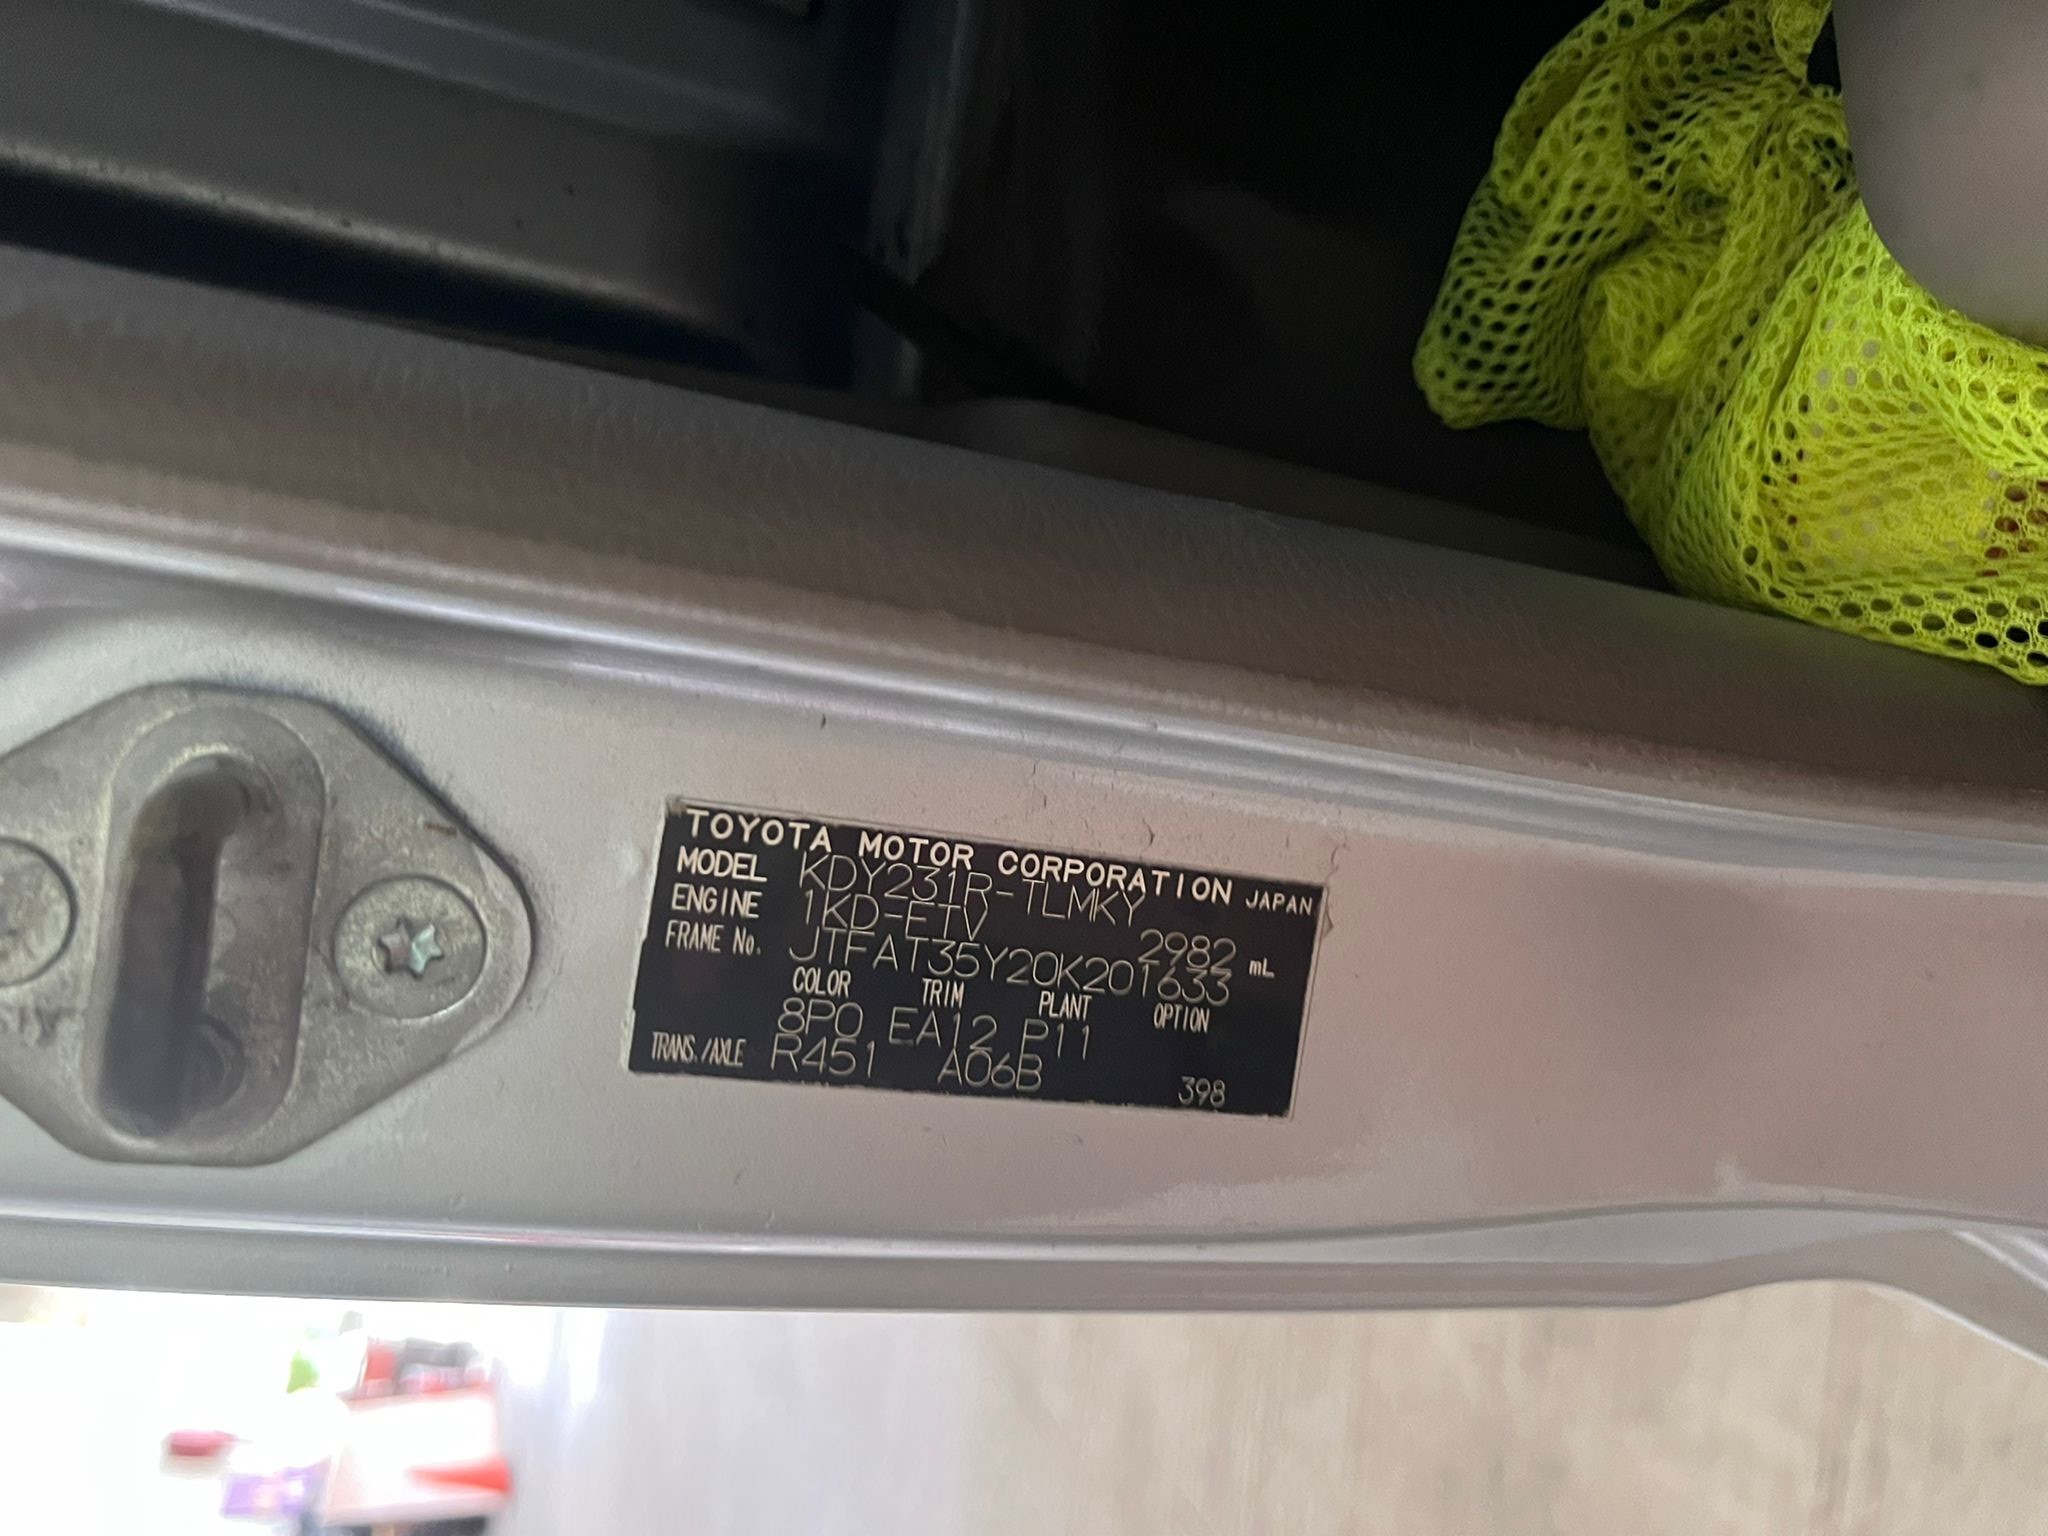 TOYOTA MOTOR CORPORATION JAPAN
MODEL KDY231R-TLMKY
ENGINE 1KD-FTV 2982 mL
FRAME No. JTFAT35Y20K201633
COLOR TRIM PLANT OPTION
8P0 EA12 P11
TRANS./AXLE R451 A06B 398